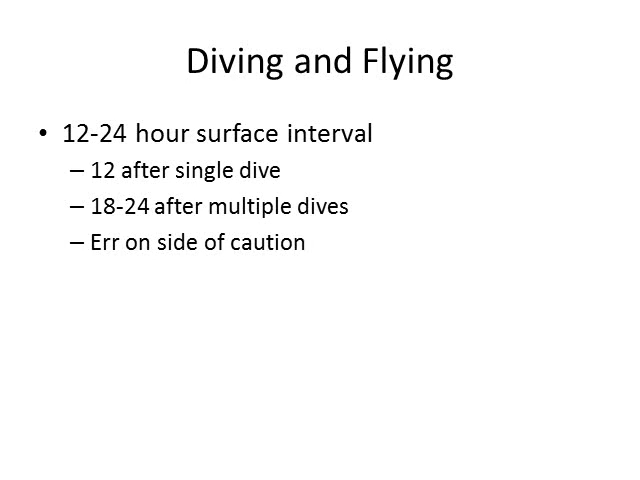 Diving and Flying
• 12-24 hour surface interval
– 12 after single dive
– 18-24 after multiple dives
– Err on side of caution